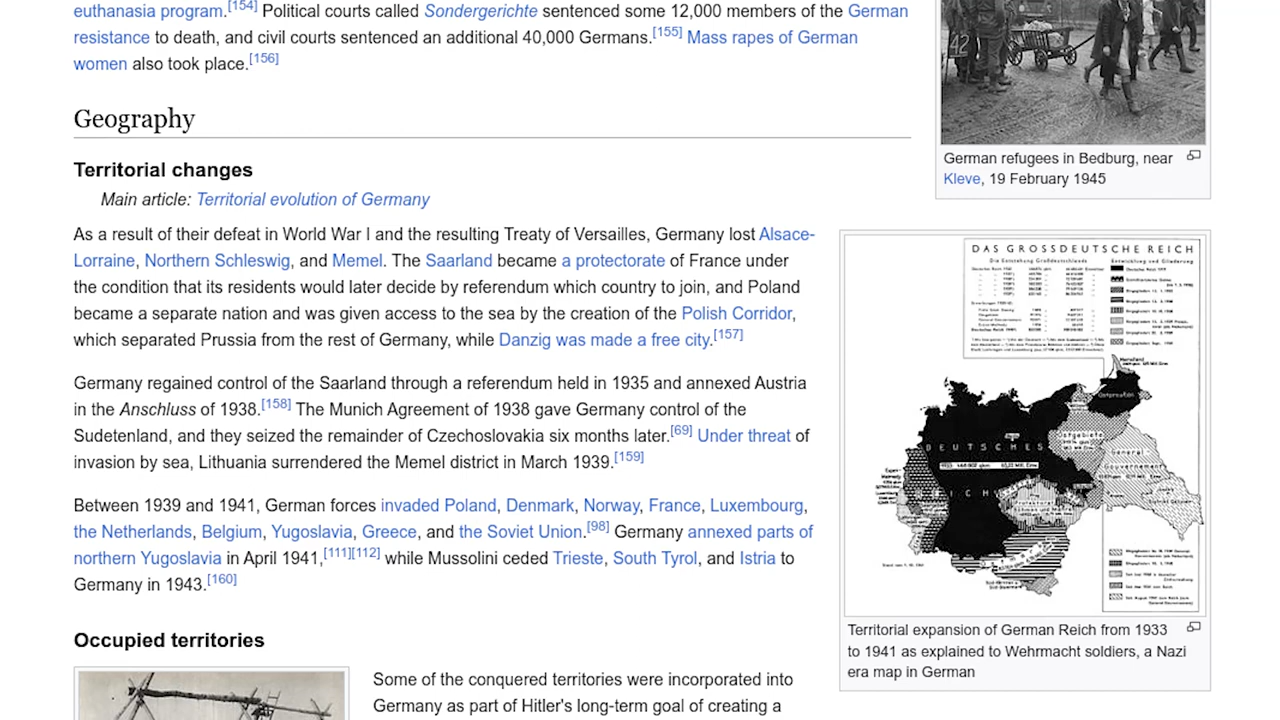 euthanasia program.[154] Political courts called Sondergerichte sentenced some 12,000 members of the German
resistance to death, and civil courts sentenced an additional 40,000 Germans.[155] Mass rapes of German
women also took place.[156]
42
German refugees in Bedburg, near
Kleve, 19 February 1945
Geography
Territorial changes
Main article: Territorial evolution of Germany
As a result of their defeat in World War I and the resulting Treaty of Versailles, Germany lost Alsace-
Lorraine, Northern Schleswig, and Memel. The Saarland became a protectorate of France under
the condition that its residents would later decide by referendum which country to join, and Poland
became a separate nation and was given access to the sea by the creation of the Polish Corridor,
which separated Prussia from the rest of Germany, while Danzig was made a free city.[157]
Germany regained control of the Saarland through a referendum held in 1935 and annexed Austria
in the Anschluss of 1938.[158] The Munich Agreement of 1938 gave Germany control of the
Sudetenland, and they seized the remainder of Czechoslovakia six months later.[69] Under threat of
invasion by sea, Lithuania surrendered the Memel district in March 1939.[159]
Between 1939 and 1941, German forces invaded Poland, Denmark, Norway, France, Luxembourg,
the Netherlands, Belgium, Yugoslavia, Greece, and the Soviet Union.[98] Germany annexed parts of
northern Yugoslavia in April 1941,[111][112] while Mussolini ceded Trieste, South Tyrol, and Istria to
Germany in 1943.[160]
DAS GROSSDEUTSCHE REICH
Die Entstehung Großdeutschlands
Entwicklung und Gliederung
Memelland
Ostpreußen
DEUTSCHES
Ostgebiete
General
Gouvernement
Territorial expansion of German Reich from 1933
to 1941 as explained to Wehrmacht soldiers, a Nazi
era map in German
Occupied territories
Some of the conquered territories were incorporated into
Germany as part of Hitler's long-term goal of creating a